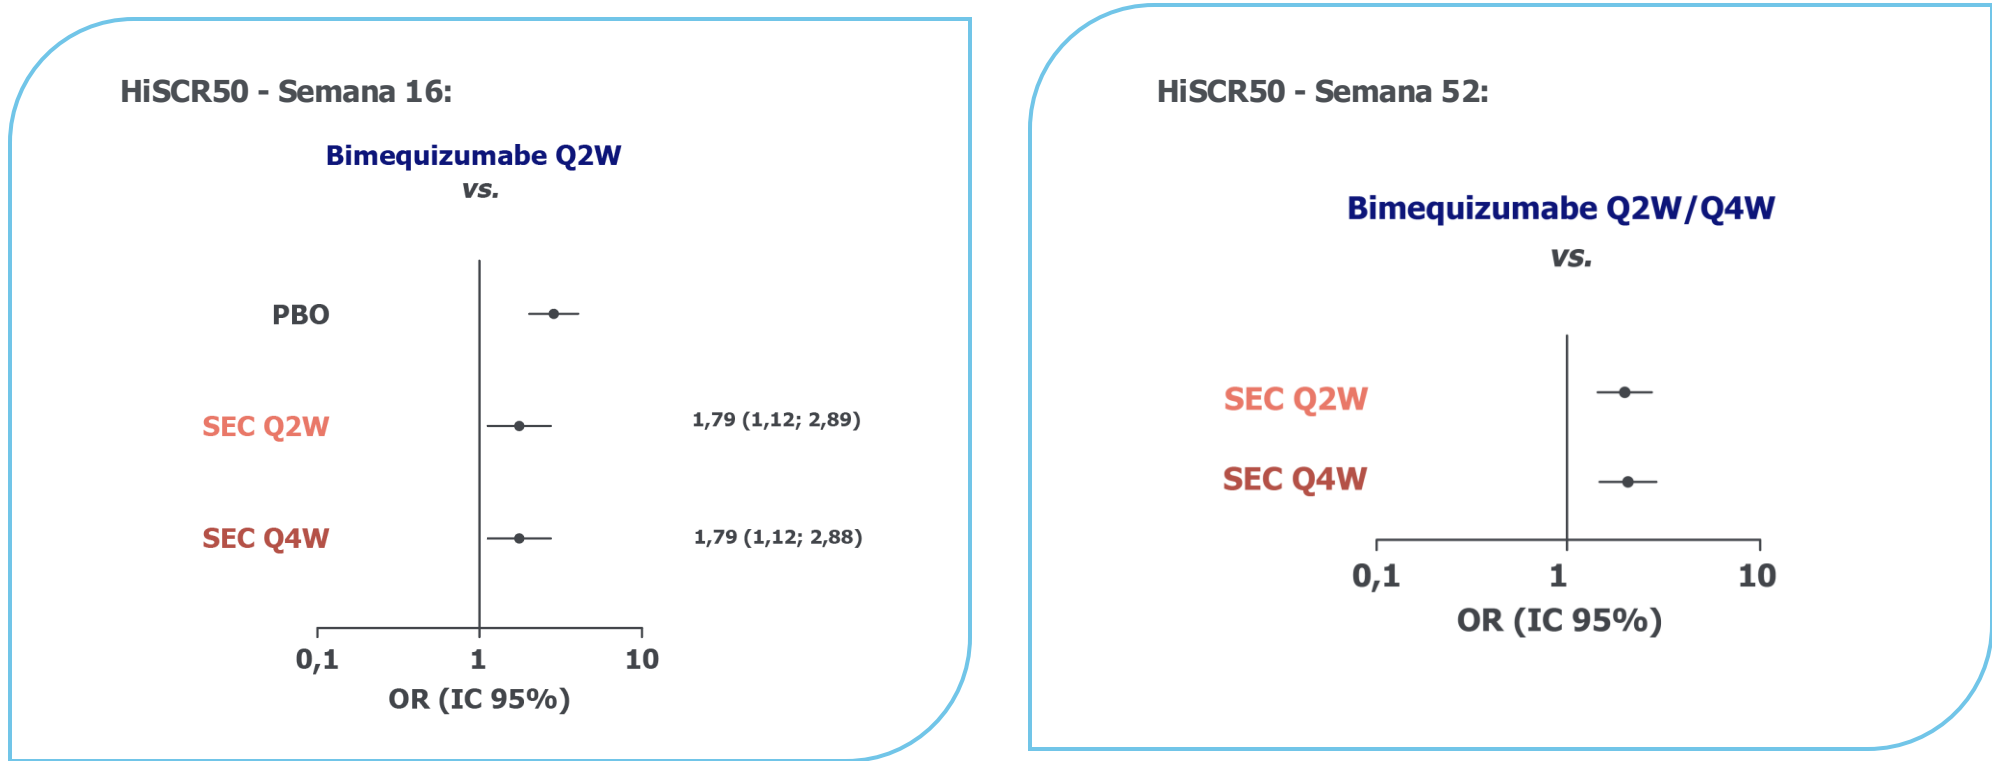 HiSCR50 - Semana 16:
Bimequizumabe Q2W
vs.
PBO
SEC Q2W
1,79 (1,12; 2,89)
SEC Q4W
1,79 (1,12; 2,88)
0,1
1
10
OR (IC 95%)
HiSCR50 - Semana 52:
Bimequizumabe Q2W/Q4W
vs.
SEC Q2W
SEC Q4W
0,1
1
10
OR (IC 95%)